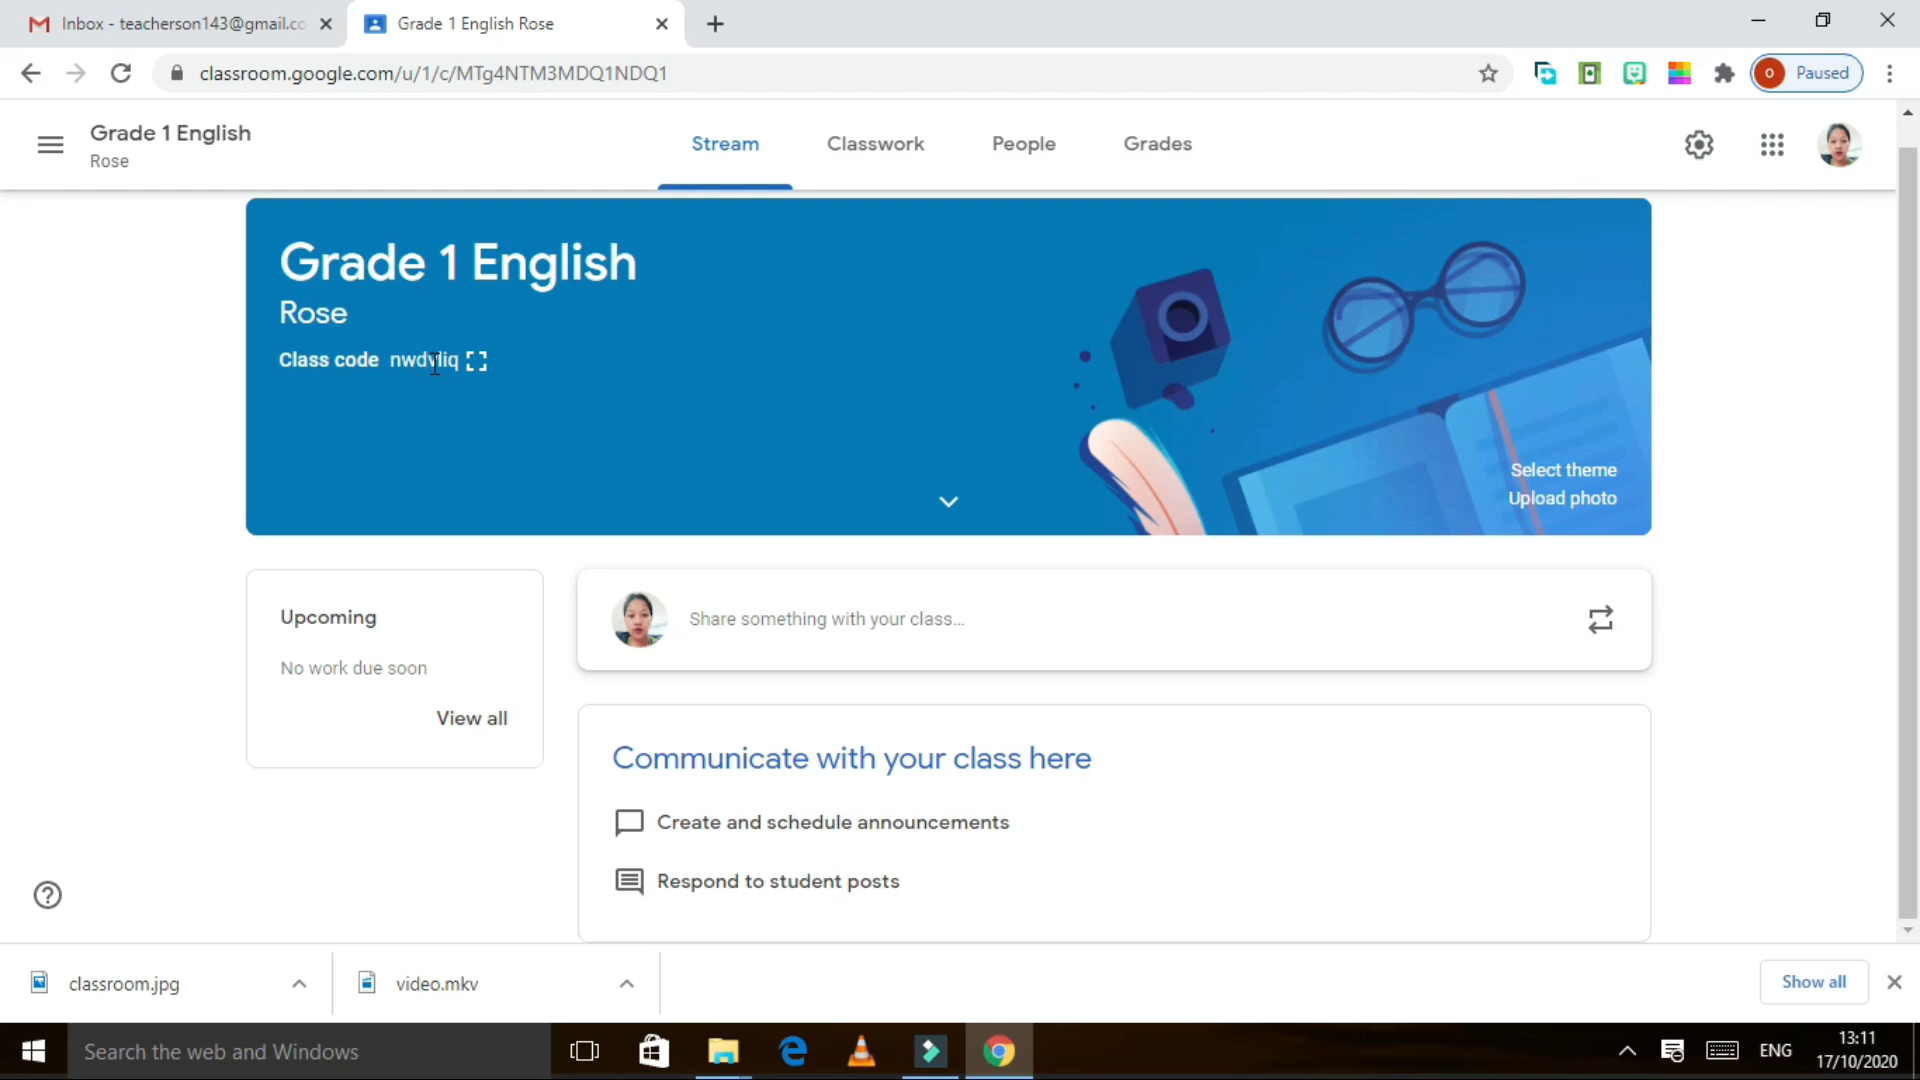 Inbox - teacherson143@gmail.co
Grade 1 English Rose
classroom.google.com/u/1/c/MTg4NTM3MDQ1NDQ1
O
Paused
Grade 1 English
Rose
Stream
Classwork
People
Grades
Grade 1 English
Rose
Class code
Select theme
Upload photo
Upcoming
No work due soon
View all
Share something with your class...
Communicate with your class here
Create and schedule announcements
Respond to student posts
classroom.jpg
video.mkv
Show all
Search the web and Windows
ENG
13:11
17/10/2020